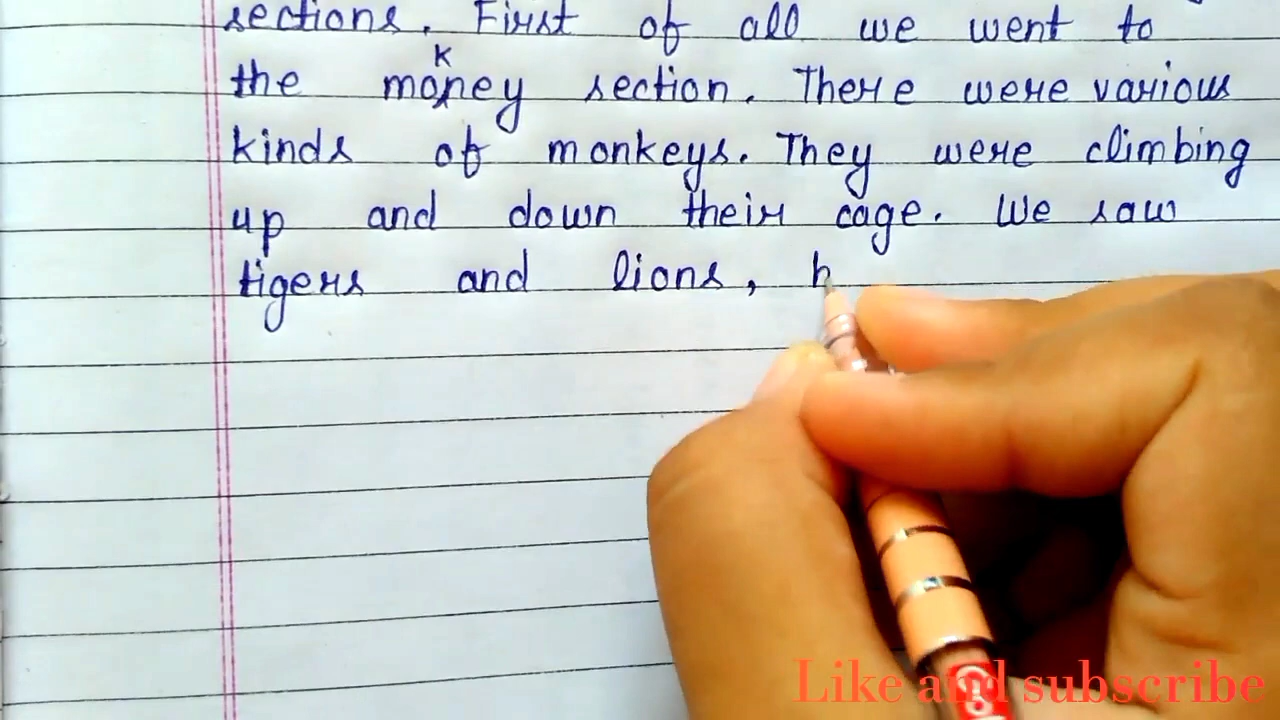 sections. First of all we went to
k
the money section. There were various
kinds of monkeys. They were climbing
up and down their cage. We saw
tigers and lions, h
Like and subscribe